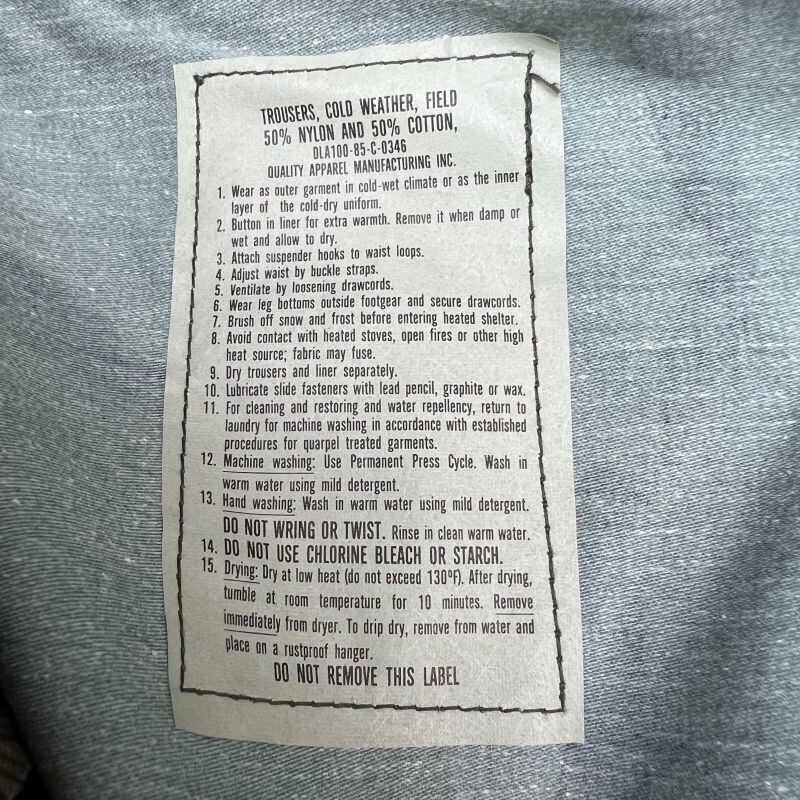 TROUSERS, COLD WEATHER, FIELD
50% NYLON AND 50% COTTON,
DLA100-85-C-0346
QUALITY APPAREL MANUFACTURING INC.
1. Wear as outer garment in cold-wet climate or as the inner
layer of the cold-dry uniform.
2. Button in liner for extra warmth. Remove it when damp or
wet and allow to dry.
3. Attach suspender hooks to waist loops.
4. Adjust waist by buckle straps.
5. Ventilate by loosening drawcords.
6. Wear leg bottoms outside footgear and secure drawcords.
7. Brush off snow and frost before entering heated shelter.
8. Avoid contact with heated stoves, open fires or other high
heat source; fabric may fuse.
9. Dry trousers and liner separately.
10. Lubricate slide fasteners with lead pencil, graphite or wax.
11. For cleaning and restoring and water repellency, return to
laundry for machine washing in accordance with established
procedures for quarpel treated garments.
12. Machine washing: Use Permanent Press Cycle. Wash in
warm water using mild detergent.
13. Hand washing: Wash in warm water using mild detergent.
DO NOT WRING OR TWIST. Rinse in clean warm water.
14. DO NOT USE CHLORINE BLEACH OR STARCH.
15. Drying: Dry at low heat (do not exceed 130ºF). After drying,
tumble at room temperature for 10 minutes. Remove
immediately from dryer. To drip dry, remove from water and
place on a rustproof hanger.
DO NOT REMOVE THIS LABEL